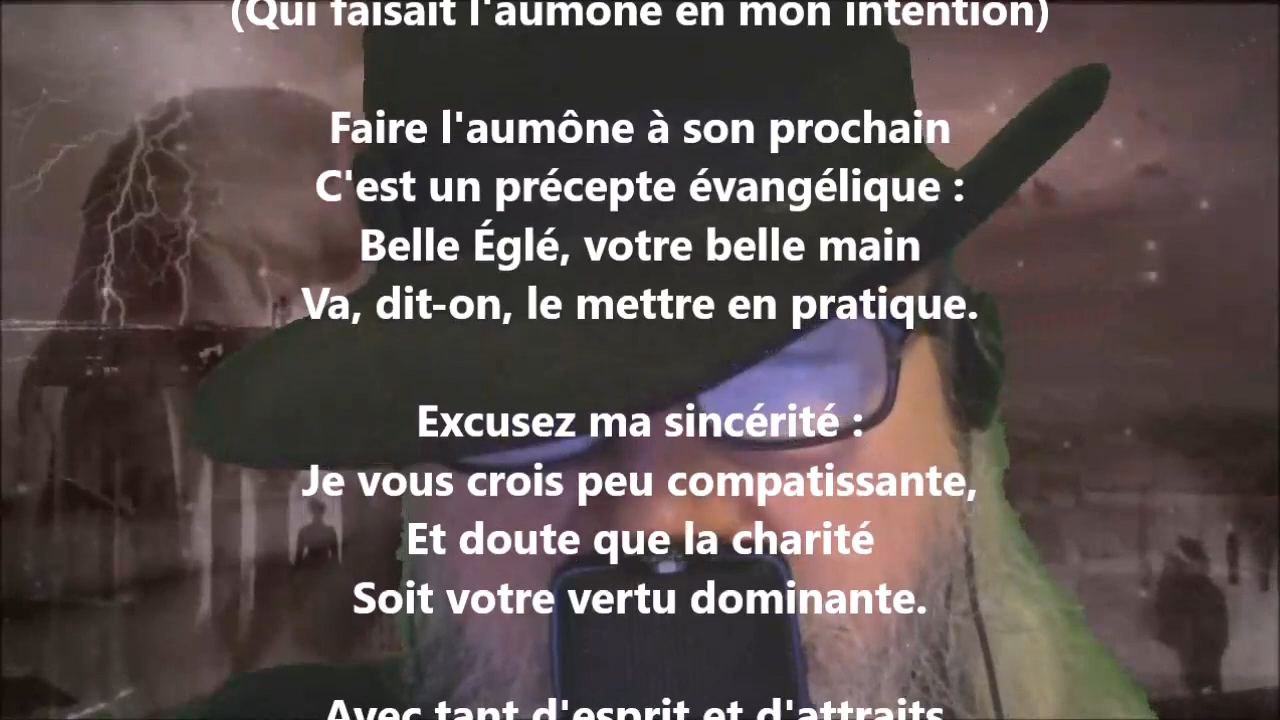 (Qui faisait l'aumône en mon intention)
Faire l'aumône à son prochain
C'est un précepte évangélique :
Belle Églé, votre belle main
Va, dit-on, le mettre en pratique.
Excusez ma sincérité :
Je vous crois peu compatissante,
Et doute que la charité
Soit votre vertu dominante.
Avec tant d'esprit et d'attraits